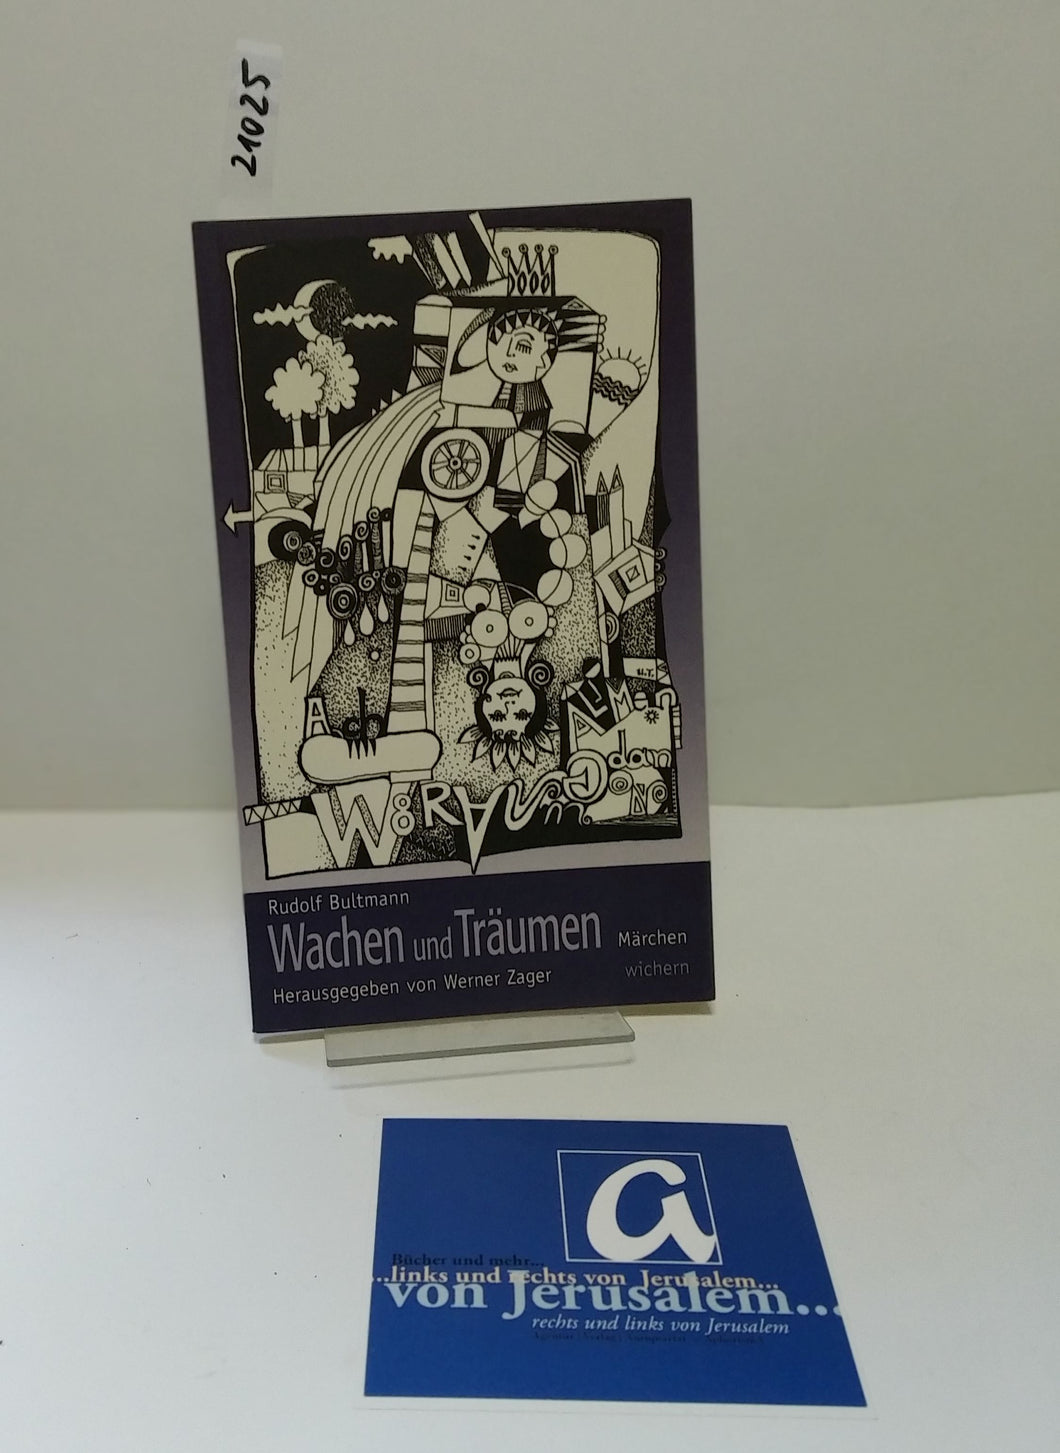 21025
H.T.
Ach
Rudolf Bultmann
Wachen und Träumen
Märchen
Herausgegeben von Werner Zager
wichern
a
Bücher und mehr...
...links und rechts von Jerusalem...
von Jerusalem...
rechts und links von Jerusalem